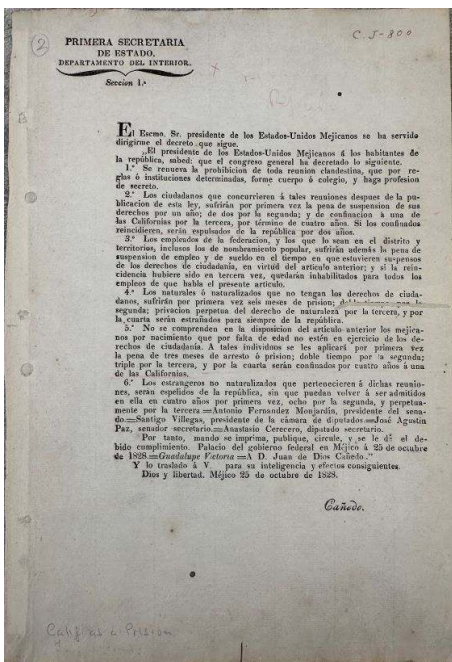 2
C. 5-800
PRIMERA SECRETARIA
DE ESTADO.
DEPARTAMENTO DEL INTERIOR.
Seccion 1.ª
El Escmo. Sr. presidente de los Estados-Unidos Mejicanos se ha servido
dirigirme el decreto que sigue.
„El presidente de los Estados-Unidos Mejicanos á los habitantes de
la república, sabed: que el congreso general ha decretado lo siguiente.
1.º Se renueva la prohibicion de toda reunion clandestina, que por re-
glas ó instituciones determinadas, forme cuerpo ó colegio, y haga profesion
de secreto.
2.º Los ciudadanos que concurrieren á tales reuniones despues de la pu-
blicacion de esta ley, sufrirán por primera vez la pena de suspension de sus
derechos por un año; de dos por la segunda; y de confinacion á una de
las Californias por la tercera, por término de cuatro años. Si los confinados
reincidieren, serán espulsados de la república por dos años.
3.º Los empleados de la federacion, y los que lo sean en el distrito y
territorios, inclusos los de nombramiento popular, sufrirán además la pena de
suspension de empleo y de sueldo en el tiempo en que estuvieren suspensos
de los derechos de ciudadanía, en virtud del artículo anterior; y si la rein-
cidencia hubiere sido en tercera vez, quedarán inhabilitados para todos los
empleos de que habla el presente artículo.
4.º Los naturales ó naturalizados que no tengan los derechos de ciuda-
danos, sufrirán por primera vez seis meses de prision; doble tiempo por la
segunda; privacion perpetua del derecho de naturaleza por la tercera, y por
la cuarta serán estrañados para siempre de la república.
5.º No se comprenden en la disposicion del artículo anterior los mejica-
nos por nacimiento que por falta de edad no estén en ejercicio de los de-
rechos de ciudadanía. A tales individuos se les aplicará por primera vez
la pena de tres meses de arresto ó prision; doble tiempo por la segunda;
triple por la tercera, y por la cuarta serán confinados por cuatro años á una
de las Californias.
6.º Los estrangeros no naturalizados que pertenecieren á dichas reunio-
nes, serán espelidos de la república, sin que puedan volver á ser admitidos
en ella en cuatro años por primera vez, ocho por la segunda, y perpetua-
mente por la tercera.=Antonio Fernandez Monjardin, presidente del sena-
do.=Santigo Villegas, presidente de la cámara de diputados.=José Agustin
Paz, senador secretario.=Anastasio Cerecero, diputado secretario.
Por tanto, mando se imprima, publique, circule, y se le dé el de-
bido cumplimiento. Palacio del gobierno federal en Méjico á 25 de octubre
de 1828.=Guadalupe Victoria=A D. Juan de Dios Cañedo."
Y lo traslado á V. para su inteligencia y efectos consiguientes.
Dios y libertad. Méjico 25 de octubre de 1828.
Cañedo.
Calif as a Prison